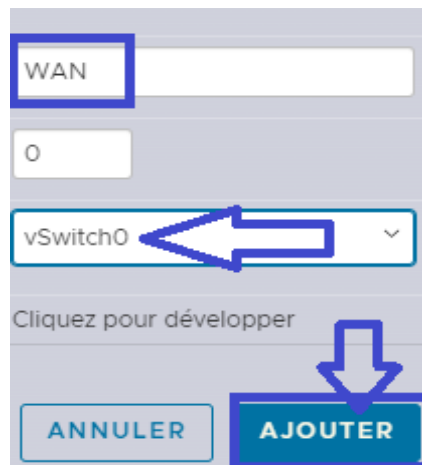 WAN
0
vSwitch0
Cliquez pour développer
ANNULER AJOUTER